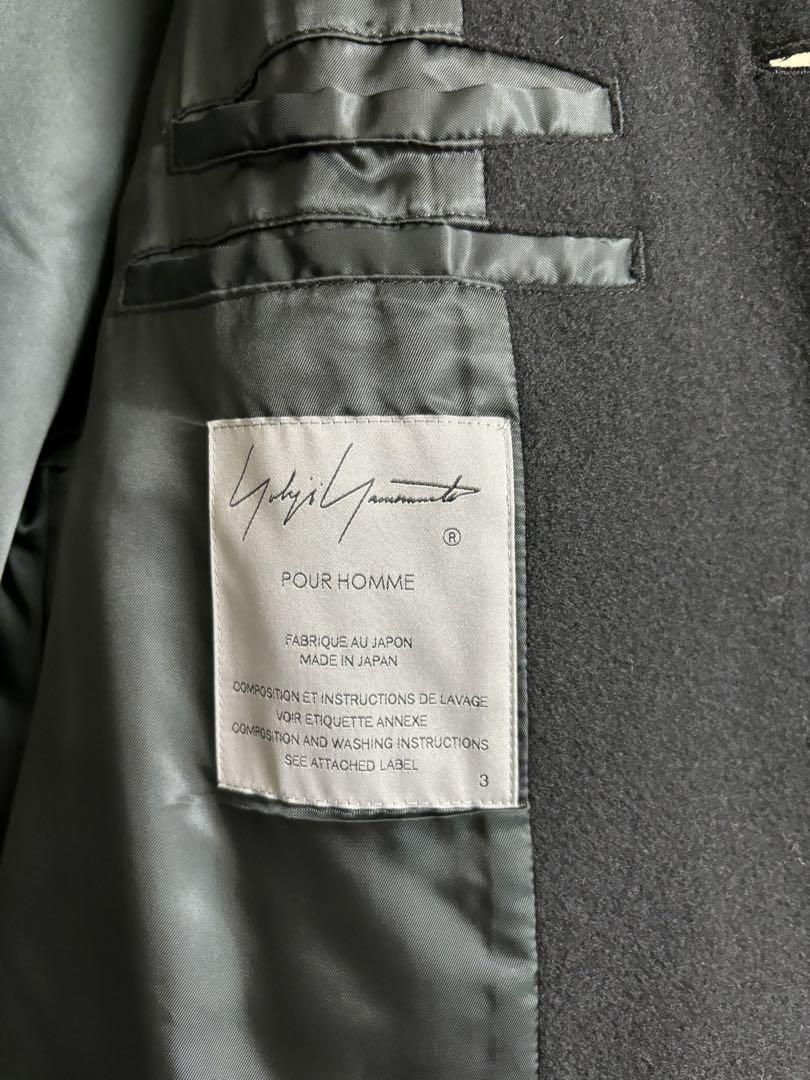 Yohji Yamamoto
®
POUR HOMME
FABRIQUE AU JAPON
MADE IN JAPAN
COMPOSITION ET INSTRUCTIONS DE LAVAGE
VOIR ETIQUETTE ANNEXE
COMPOSITION AND WASHING INSTRUCTIONS
SEE ATTACHED LABEL
3